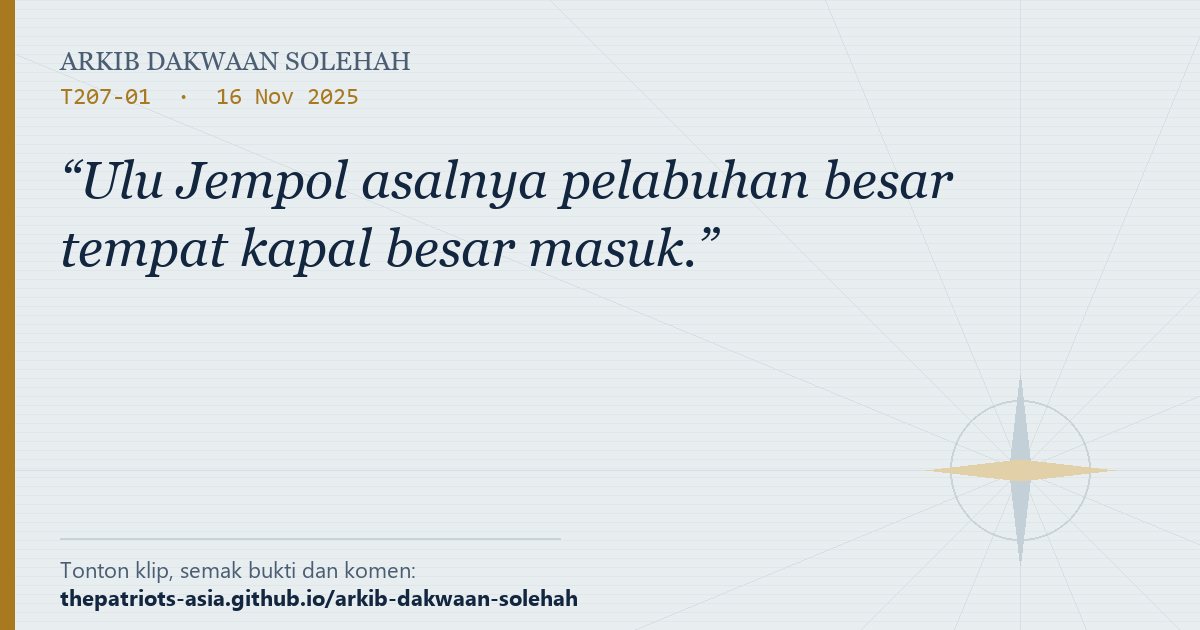 ARKIB DAKWAAN SOLEHAH
T207-01 · 16 Nov 2025
“Ulu Jempol asalnya pelabuhan besar
tempat kapal besar masuk.”
Tonton klip, semak bukti dan komen:
thepatriots-asia.github.io/arkib-dakwaan-solehah